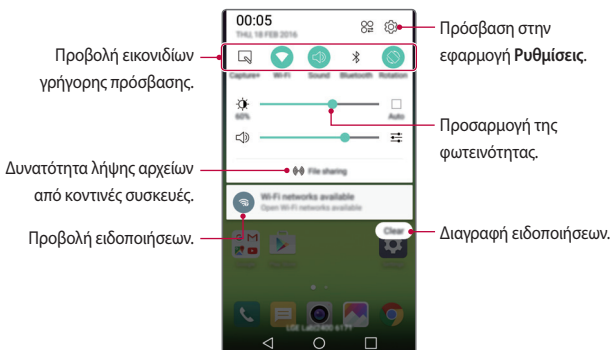 00:05
THU, 18 FEB 2016
Πρόσβαση στην
εφαρμογή Ρυθμίσεις.
Προβολή εικονιδίων
γρήγορης πρόσβασης.
Capture+ Wi-Fi Sound Bluetooth Rotation
60% Auto
Προσαρμογή της
φωτεινότητας.
Δυνατότητα λήψης αρχείων
από κοντινές συσκευές.
File sharing
Wi-Fi networks available
Open Wi-Fi networks available
Προβολή ειδοποιήσεων.
Clear
Διαγραφή ειδοποιήσεων.